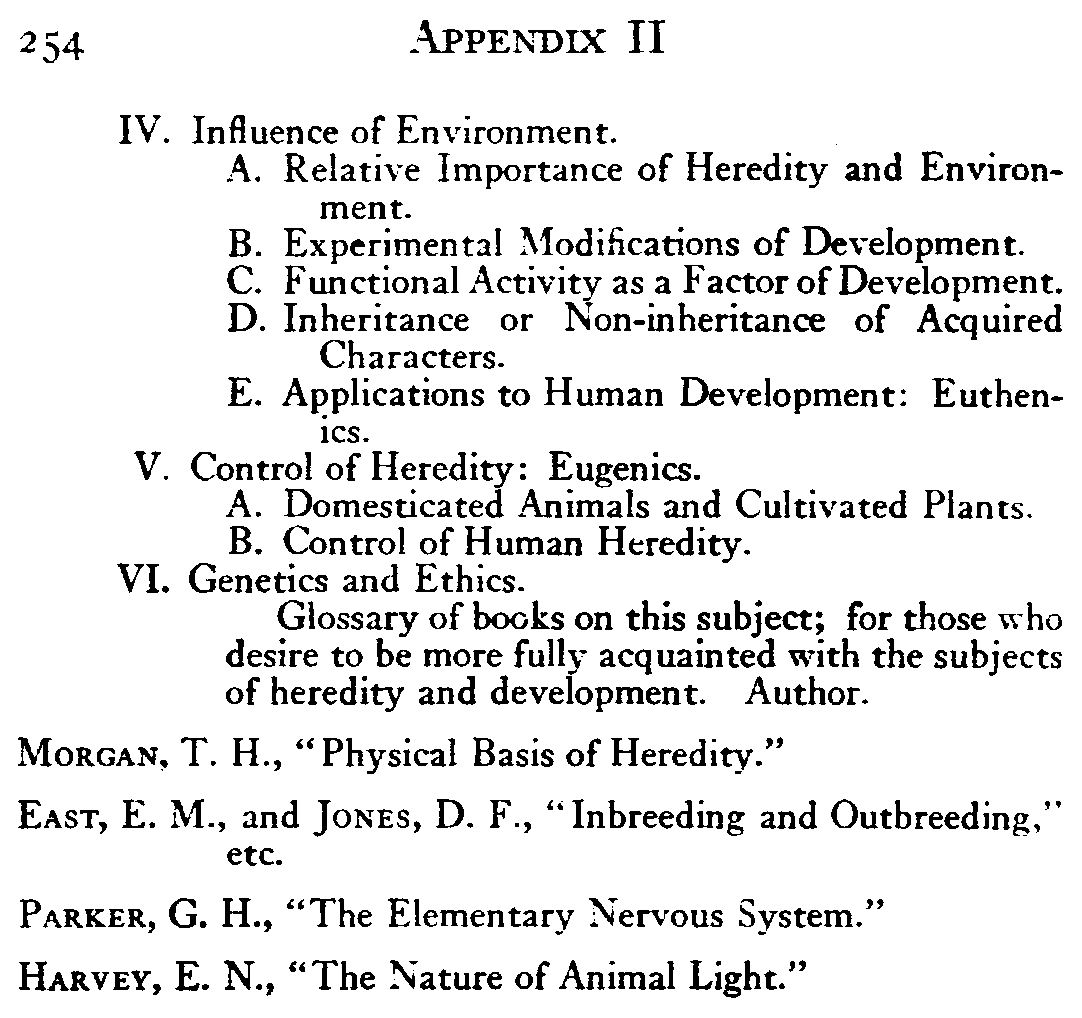 254 APPENDIX II
IV. Influence of Environment.
A. Relative Importance of Heredity and Environ-
ment.
B. Experimental Modifications of Development.
C. Functional Activity as a Factor of Development.
D. Inheritance or Non-inheritance of Acquired
Characters.
E. Applications to Human Development: Euthen-
ics.
V. Control of Heredity: Eugenics.
A. Domesticated Animals and Cultivated Plants.
B. Control of Human Heredity.
VI. Genetics and Ethics.
Glossary of books on this subject; for those who
desire to be more fully acquainted with the subjects
of heredity and development. Author.
MORGAN, T. H., “Physical Basis of Heredity.”
EAST, E. M., and JONES, D. F., “Inbreeding and Outbreeding,”
etc.
PARKER, G. H., “The Elementary Nervous System.”
HARVEY, E. N., “The Nature of Animal Light.”